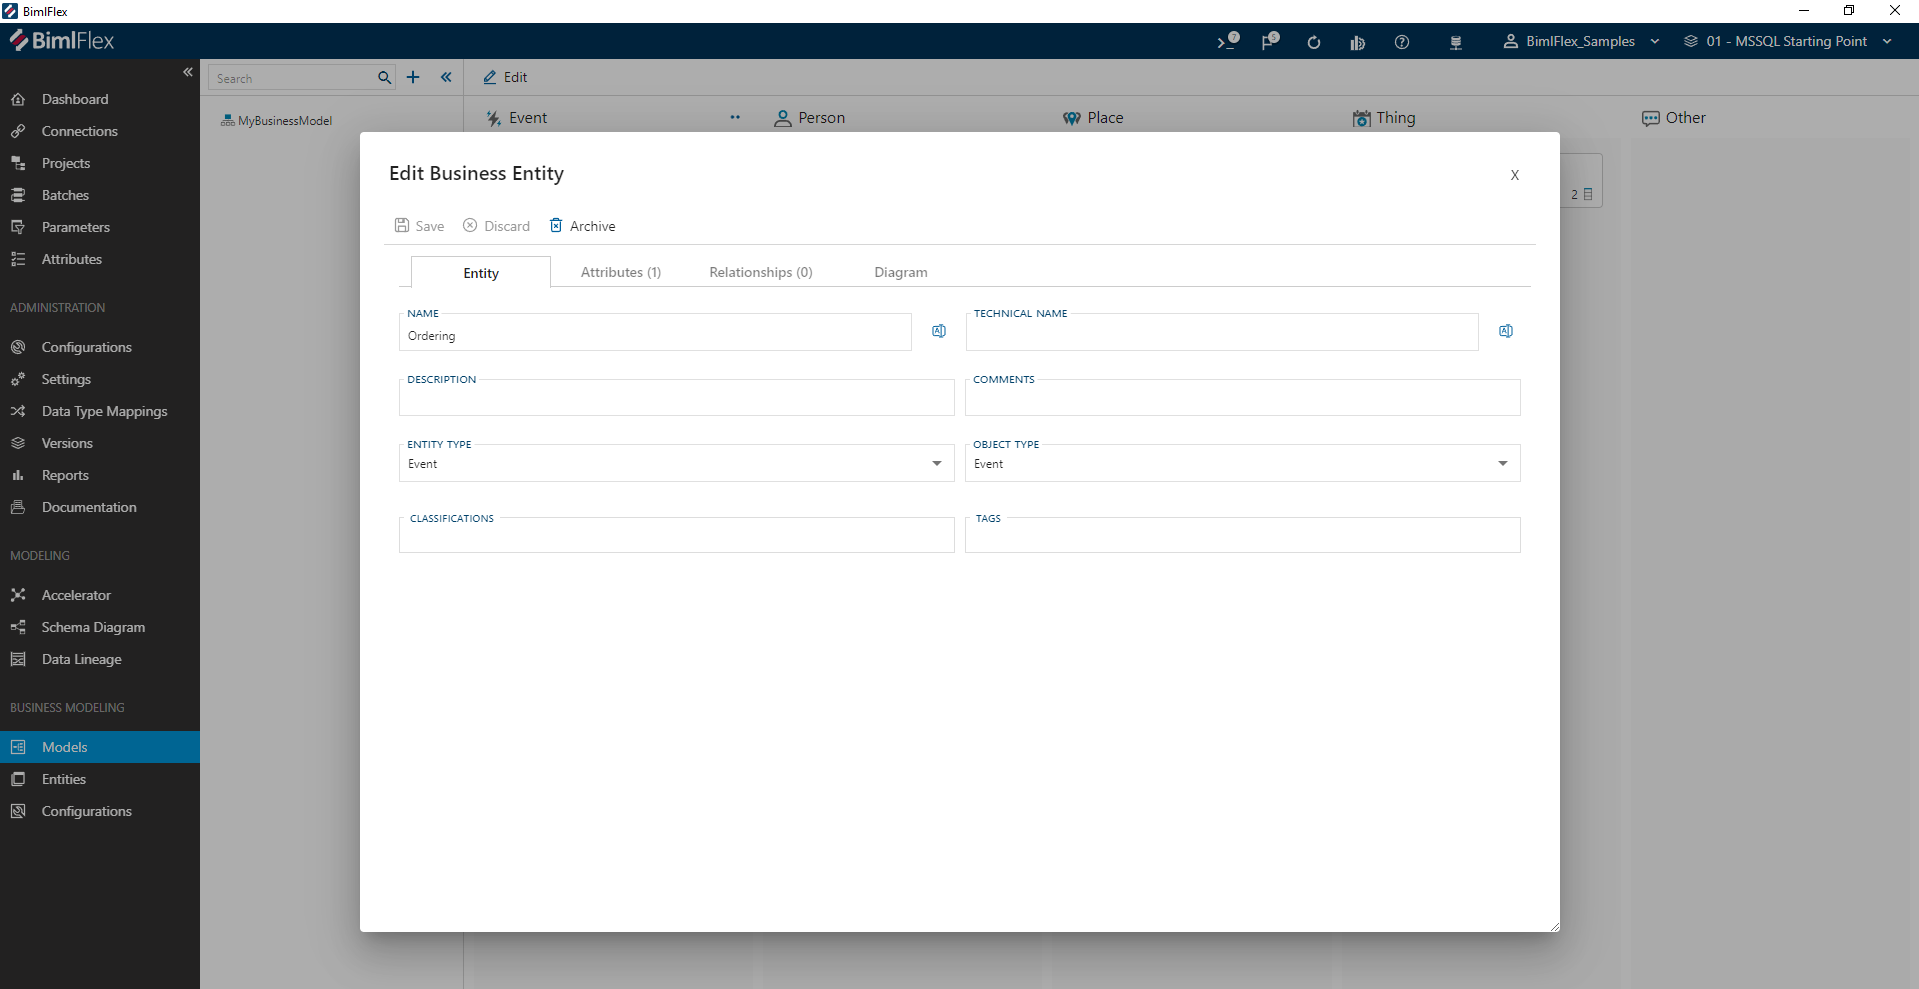 BimlFlex
BimlFlex
7
5
BimlFlex_Samples
01 - MSSQL Starting Point
Search
Edit
Dashboard
Connections
Projects
Batches
Parameters
Attributes
ADMINISTRATION
Configurations
Settings
Data Type Mappings
Versions
Reports
Documentation
MODELING
Accelerator
Schema Diagram
Data Lineage
BUSINESS MODELING
Models
Entities
Configurations
MyBusinessModel
Event
Person
Place
Thing
Other
2
Edit Business Entity
X
Save
Discard
Archive
Entity
Attributes (1)
Relationships (0)
Diagram
NAME
Ordering
TECHNICAL NAME
DESCRIPTION
COMMENTS
ENTITY TYPE
Event
OBJECT TYPE
Event
CLASSIFICATIONS
TAGS